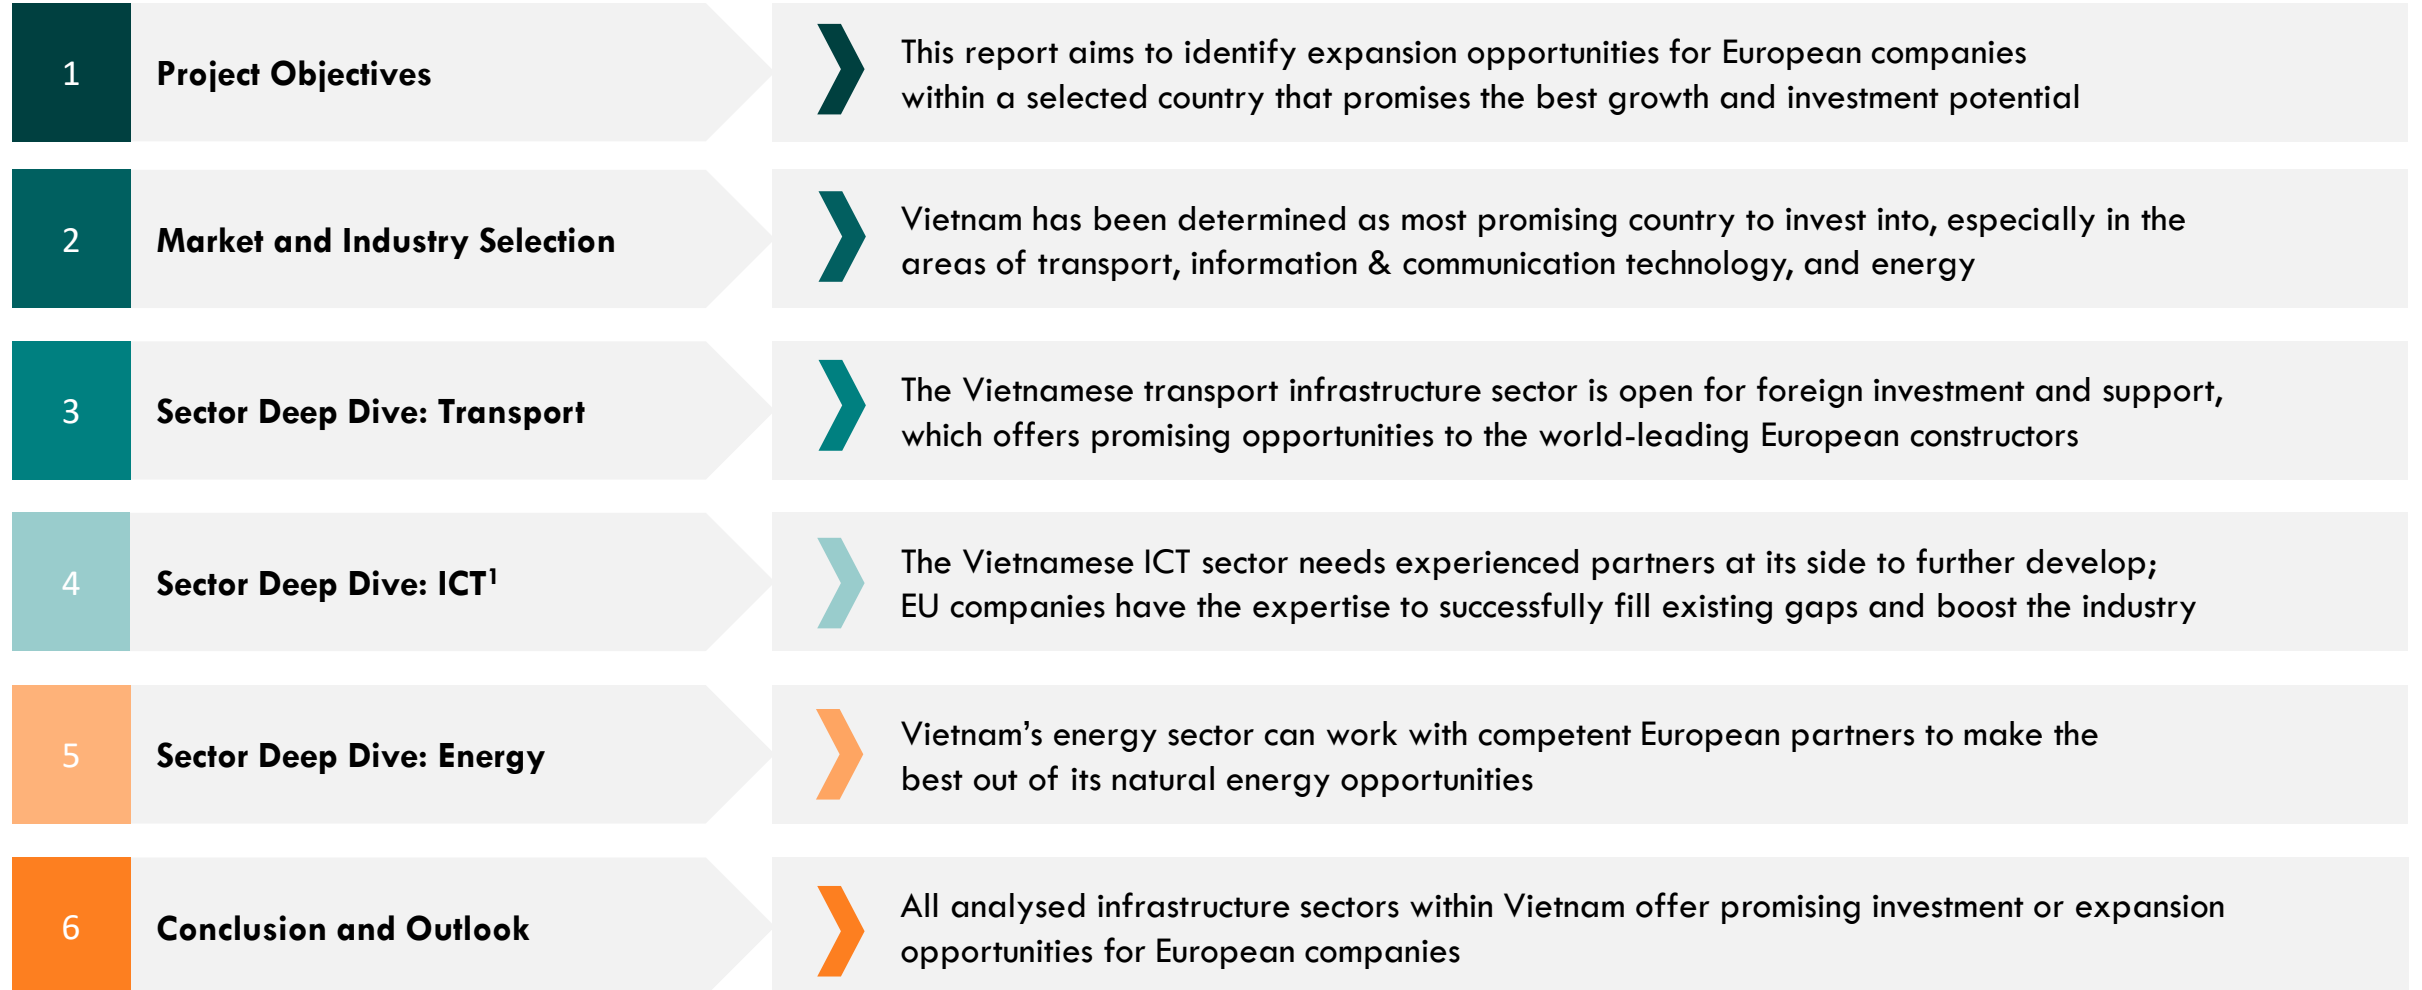 1
Project Objectives
This report aims to identify expansion opportunities for European companies
within a selected country that promises the best growth and investment potential
2
Market and Industry Selection
Vietnam has been determined as most promising country to invest into, especially in the
areas of transport, information & communication technology, and energy
3
Sector Deep Dive: Transport
The Vietnamese transport infrastructure sector is open for foreign investment and support,
which offers promising opportunities to the world-leading European constructors
4
Sector Deep Dive: ICT¹
The Vietnamese ICT sector needs experienced partners at its side to further develop;
EU companies have the expertise to successfully fill existing gaps and boost the industry
5
Sector Deep Dive: Energy
Vietnam’s energy sector can work with competent European partners to make the
best out of its natural energy opportunities
6
Conclusion and Outlook
All analysed infrastructure sectors within Vietnam offer promising investment or expansion
opportunities for European companies